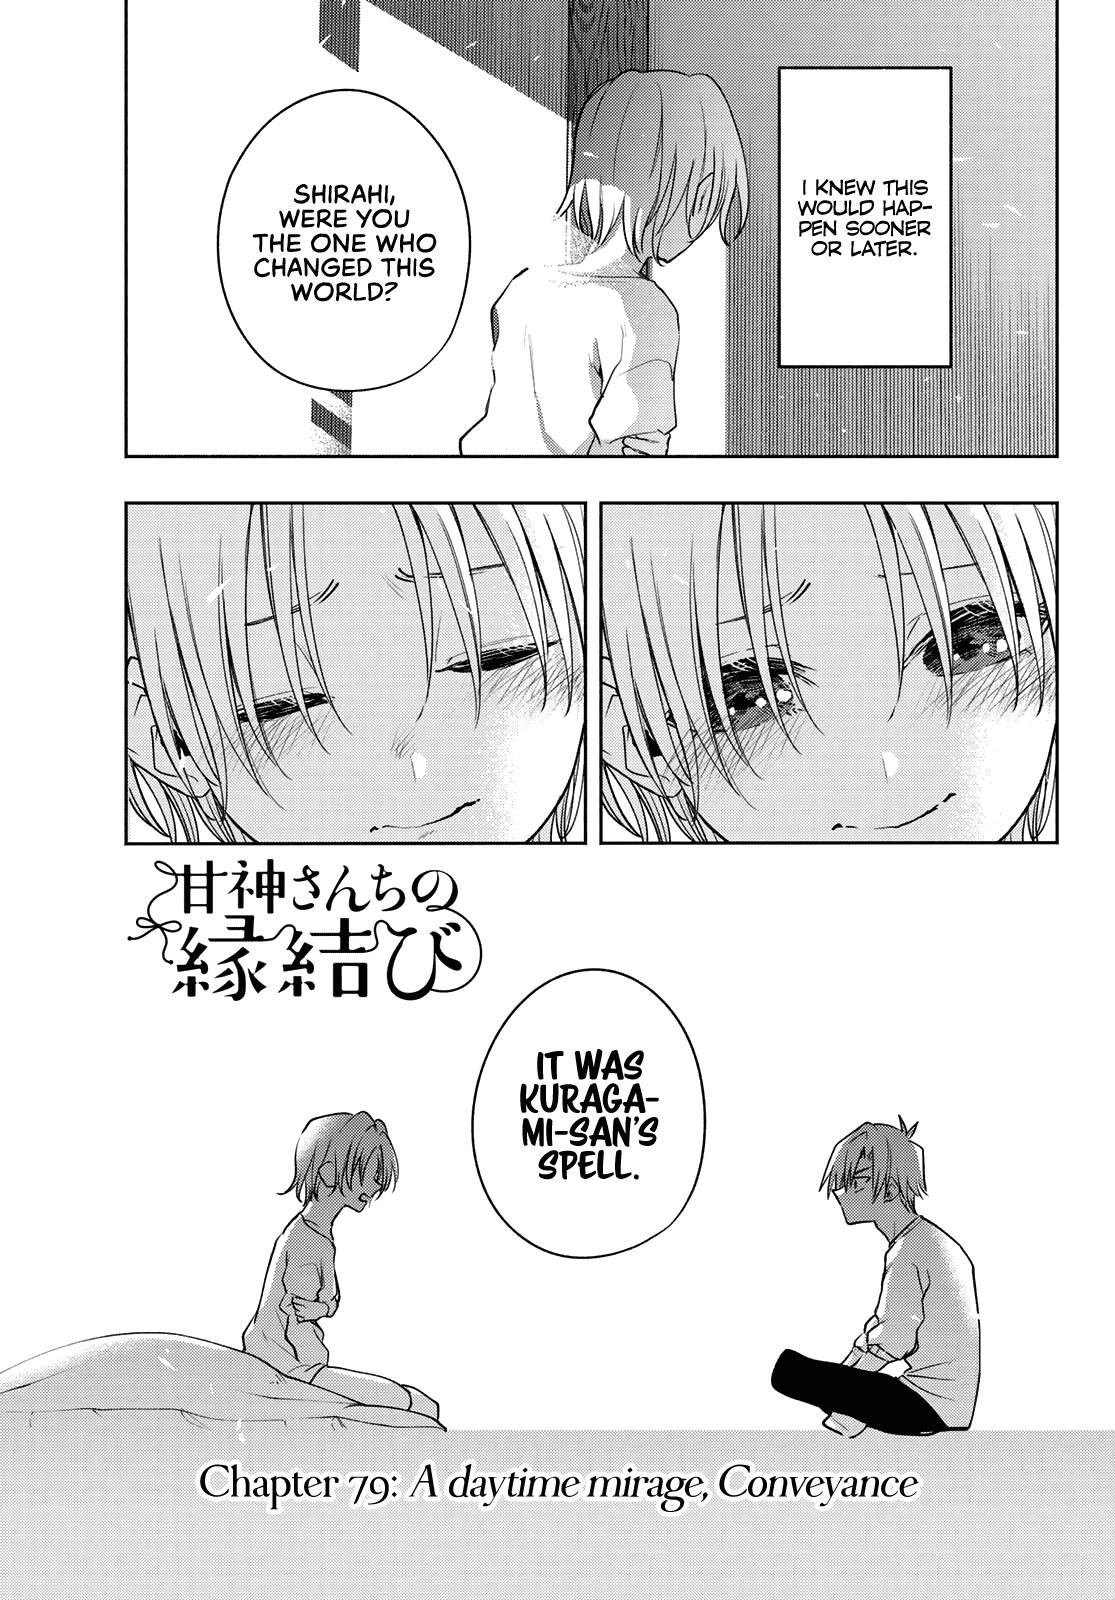 I KNEW THIS
WOULD HAP-
PEN SOONER
OR LATER.
SHIRAHI,
WERE YOU
THE ONE WHO
CHANGED THIS
WORLD?
甘神さんちの
縁結び
IT WAS
KURAGA-
MI-SAN'S
SPELL.
Chapter 79: A daytime mirage, Conveyance